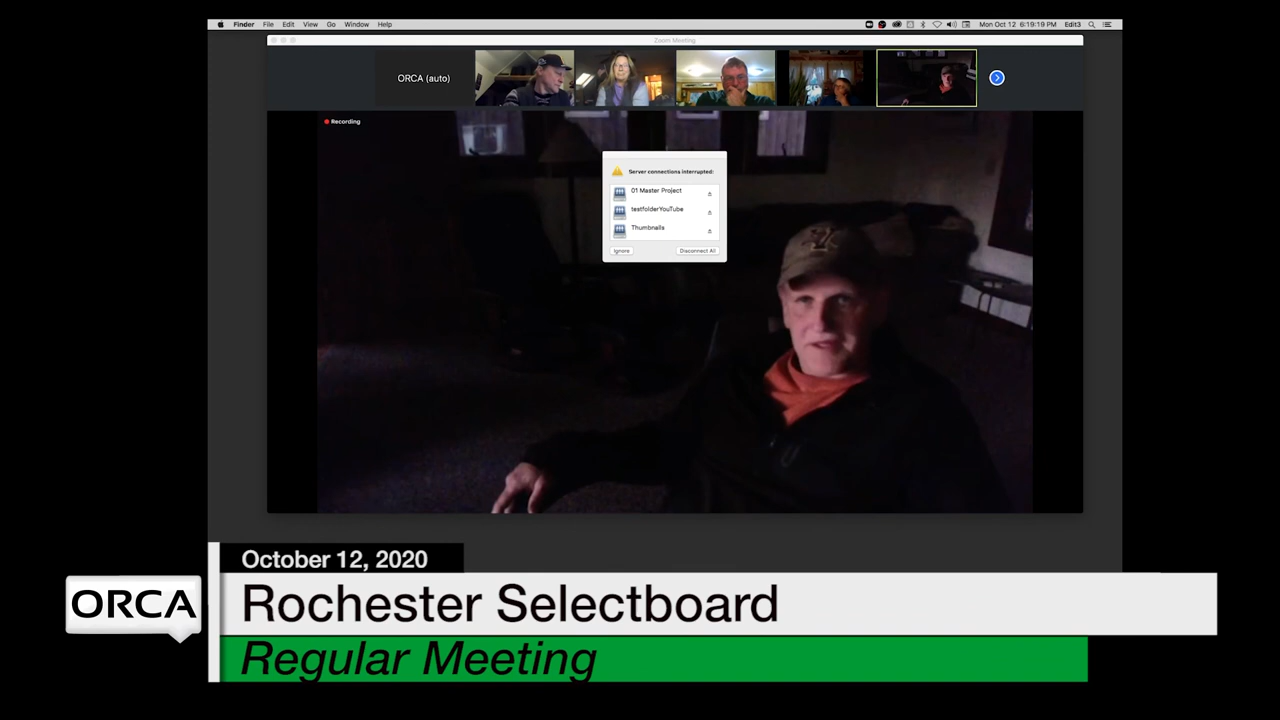 Finder File Edit View Go Window Help
Mon Oct 12 6:19:19 PM Edit3
Zoom Meeting
ORCA (auto)
Recording
Server connections interrupted:
01 Master Project
testfolderYouTube
Thumbnails
Ignore Disconnect All
October 12, 2020
ORCA
Rochester Selectboard
Regular Meeting